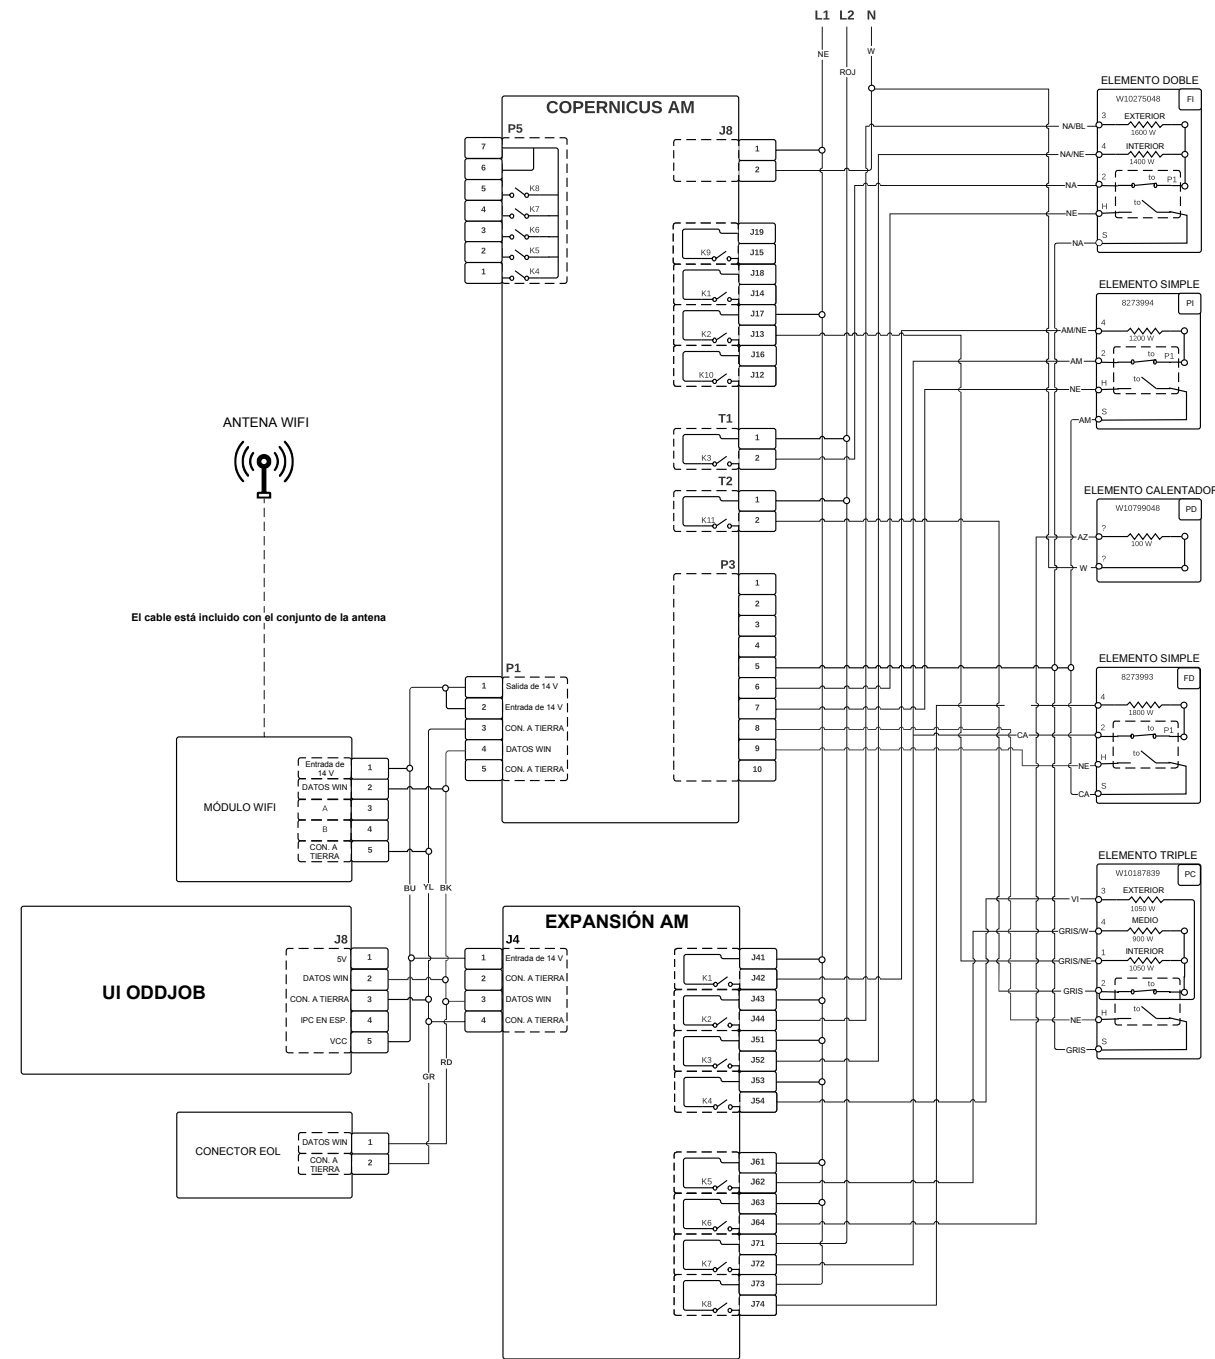 L1 L2 N
NE
ROJ
W
COPERNICUS AM
P5
7
6
5 K8
4 K7
3 K6
2 K5
1 K4
J8
1
2
J19
K9 J15
J18
K1 J14
J17
K2 J13
J16
K10 J12
T1
1
K3 2
T2
1
K11 2
P3
1
2
3
4
5
6
7
8
9
10
P1
1 Salida de 14 V
2 Entrada de 14 V
3 CON. A TIERRA
4 DATOS WIN
5 CON. A TIERRA
ANTENA WIFI
El cable está incluido con el conjunto de la antena
MÓDULO WIFI
Entrada de 14 V 1
DATOS WIN 2
A 3
B 4
CON. A TIERRA 5
BU YL BK
UI ODDJOB
J8
5V 1
DATOS WIN 2
CON. A TIERRA 3
IPC EN ESP. 4
VCC 5
RD
GR
CONECTOR EOL
DATOS WIN 1
CON. A TIERRA 2
EXPANSIÓN AM
J4
1 Entrada de 14 V
2 CON. A TIERRA
3 DATOS WIN
4 CON. A TIERRA
J41
K1 J42
J43
K2 J44
J51
K3 J52
J53
K4 J54
J61
K5 J62
J63
K6 J64
J71
K7 J72
J73
K8 J74
ELEMENTO DOBLE
W10275048 FI
NA/BL 3 EXTERIOR
1600 W
NA/NE 4 INTERIOR
1400 W
NA 2 to P1
NE H to
NA S
ELEMENTO SIMPLE
8273994 PI
AM/NE 4
1200 W
AM 2 to P1
NE H to
AM S
ELEMENTO CALENTADOR
W10799048 PD
AZ ?
100 W
W ?
ELEMENTO SIMPLE
8273993 FD
4
1800 W
CA 2 to P1
NE H to
CA S
ELEMENTO TRIPLE
W10187839 PC
VI 3 EXTERIOR
1050 W
GRIS/W 4 MEDIO
900 W
GRIS/NE 1 INTERIOR
1050 W
GRIS 2 to
NE H to
GRIS S